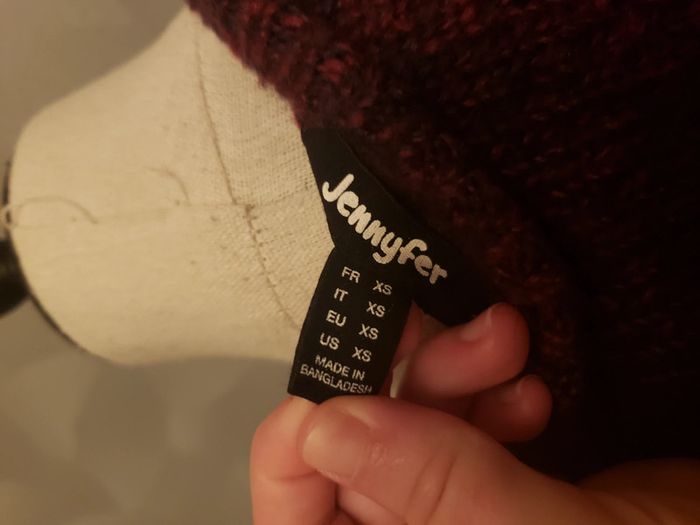 Jennyfer
FR XS
IT XS
EU XS
US XS
MADE IN
BANGLADESH